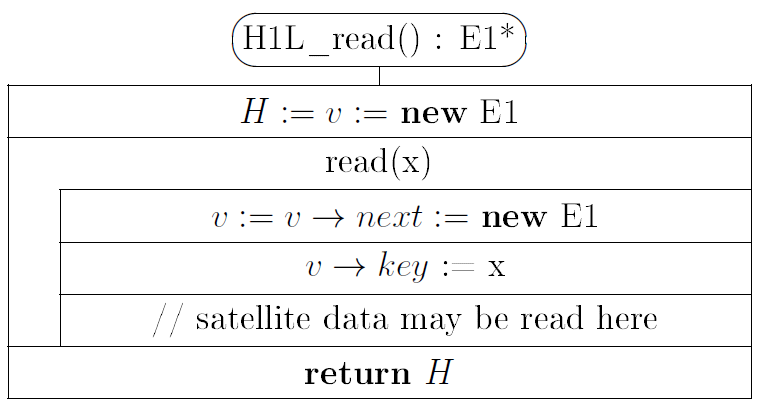 H1L_read() : E1*
H := v := new E1
read(x)
v := v → next := new E1
v → key := x
// satellite data may be read here
return H